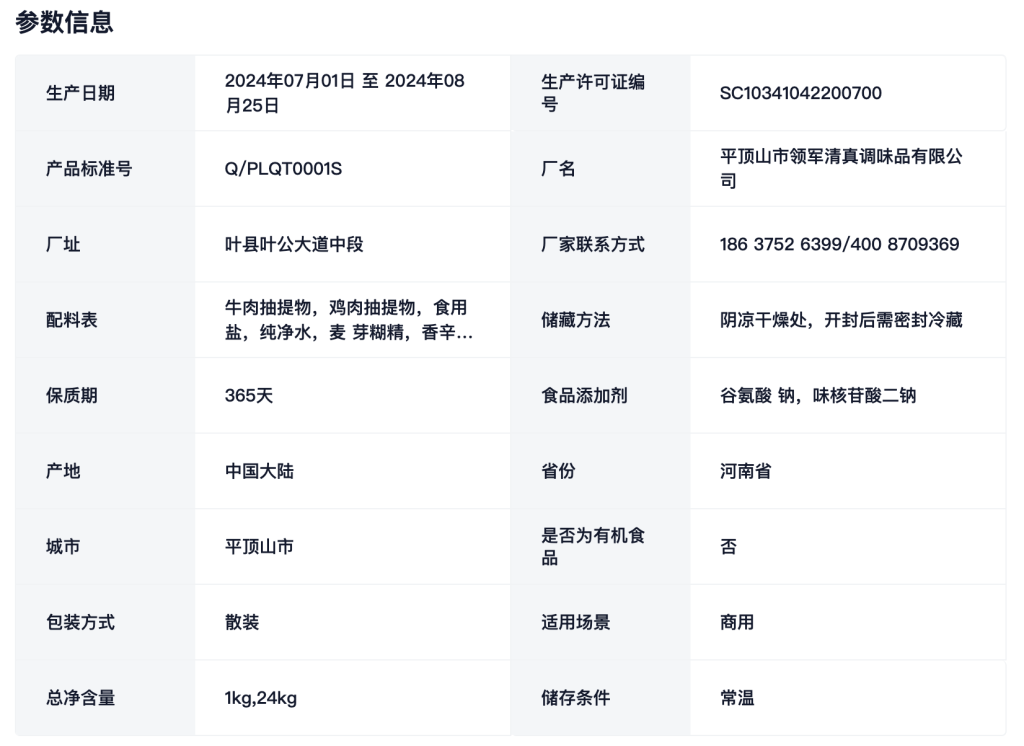 参数信息
生产日期
2024年07月01日 至 2024年08
月25日
生产许可证编
号
SC10341042200700
产品标准号
Q/PLQT0001S
厂名
平顶山市领军清真调味品有限公
司
厂址
叶县叶公大道中段
厂家联系方式
186 3752 6399/400 8709369
配料表
牛肉抽提物，鸡肉抽提物，食用
盐，纯净水，麦 芽糊精，香辛...
储藏方法
阴凉干燥处，开封后需密封冷藏
保质期
365天
食品添加剂
谷氨酸 钠，味核苷酸二钠
产地
中国大陆
省份
河南省
城市
平顶山市
是否为有机食
品
否
包装方式
散装
适用场景
商用
总净含量
1kg,24kg
储存条件
常温